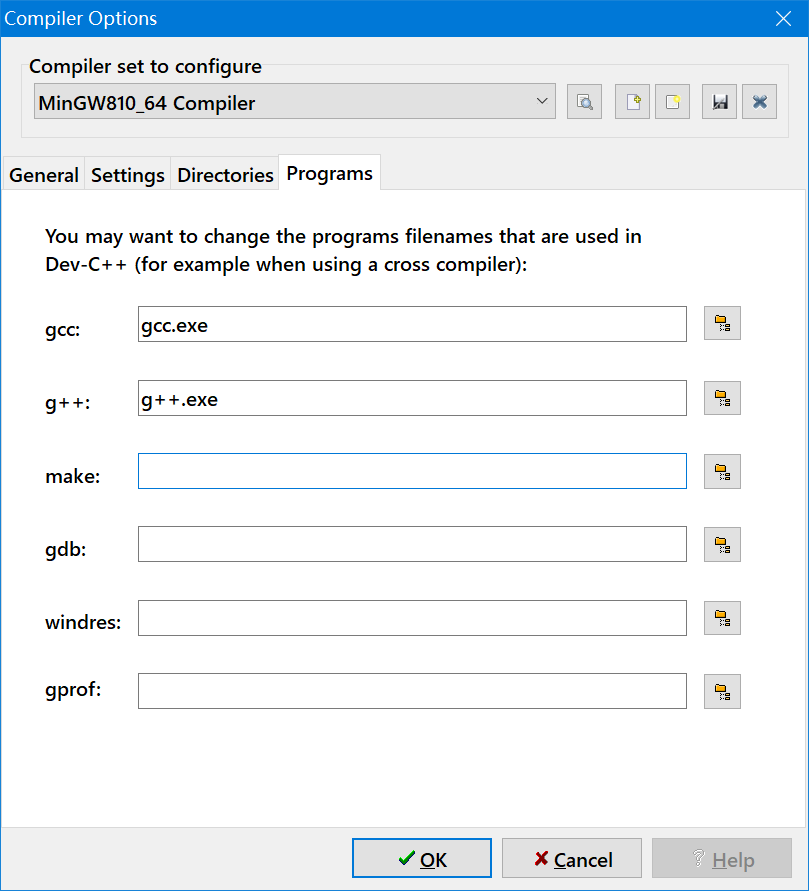 Compiler Options
Compiler set to configure
MinGW810_64 Compiler
General Settings Directories Programs
You may want to change the programs filenames that are used in
Dev-C++ (for example when using a cross compiler):
gcc: gcc.exe
g++: g++.exe
make:
gdb:
windres:
gprof:
OK Cancel ? Help